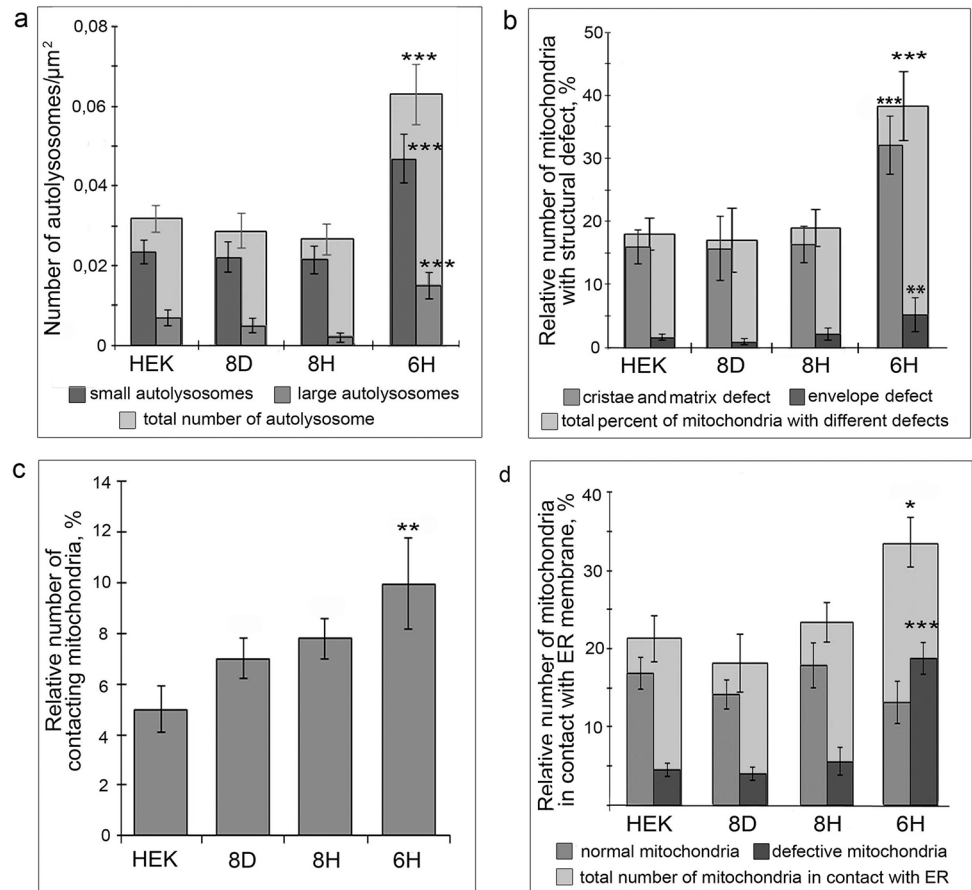 a
Number of autolysosomes/µm²
0,08
0,06
0,04
0,02
0
***
***
***
HEK 8D 8H 6H
small autolysosomes large autolysosomes
total number of autolysosome
b
Relative number of mitochondria
with structural defect, %
50
40
30
20
10
0
***
***
**
HEK 8D 8H 6H
cristae and matrix defect envelope defect
total percent of mitochondria with different defects
c
Relative number of
contacting mitochondria, %
14
12
10
8
6
4
2
0
**
HEK 8D 8H 6H
d
Relative number of mitochondria
in contact with ER membrane, %
40
30
20
10
*
***
HEK 8D 8H 6H
normal mitochondria defective mitochondria
total number of mitochondria in contact with ER